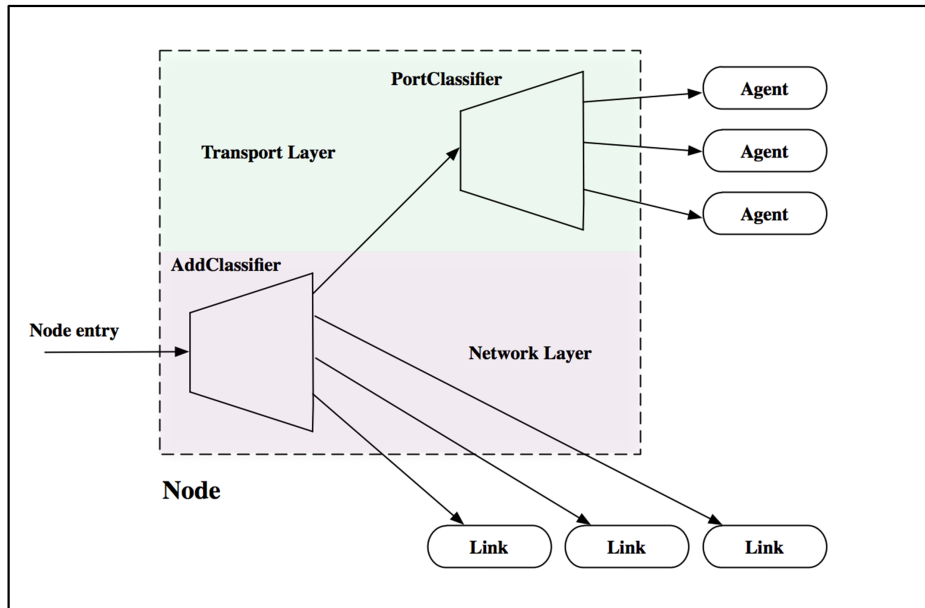 PortClassifier
Agent
Transport Layer
Agent
Agent
AddClassifier
Node entry
Network Layer
Node
Link
Link
Link